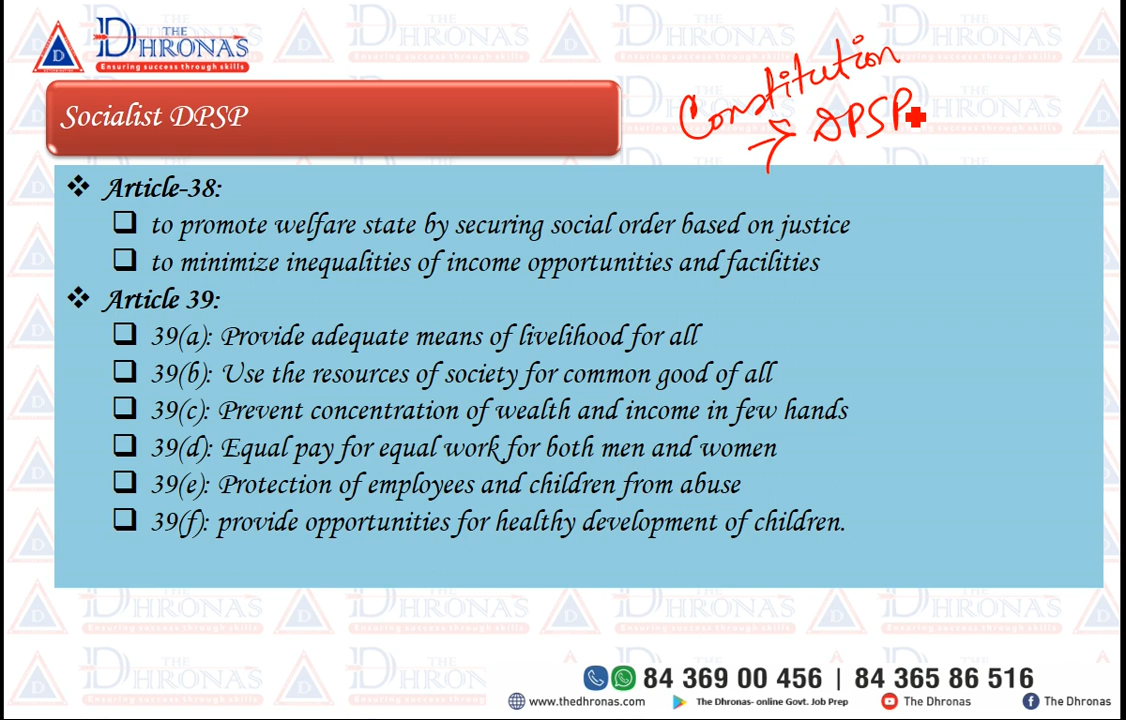 THE
DHRONAS
Ensuring success through skills
Constitution
→ DPSP
Socialist DPSP
❖ Article-38:
❑ to promote welfare state by securing social order based on justice
❑ to minimize inequalities of income opportunities and facilities
❖ Article 39:
❑ 39(a): Provide adequate means of livelihood for all
❑ 39(b): Use the resources of society for common good of all
❑ 39(c): Prevent concentration of wealth and income in few hands
❑ 39(d): Equal pay for equal work for both men and women
❑ 39(e): Protection of employees and children from abuse
❑ 39(f): provide opportunities for healthy development of children.
84 369 00 456 | 84 365 86 516
www.thedhronas.com The Dhronas- online Govt. Job Prep The Dhronas The Dhronas